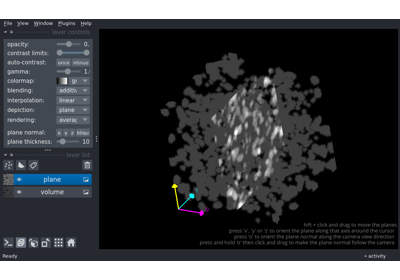 File View Window Plugins Help
layer controls
opacity: 0.
contrast limits:
auto-contrast: once
gamma: 1.
colormap: gr
blending: additiv
interpolation: linear
depiction: plane
rendering: averag
plane normal: x y z
plane thickness: 10
layer list
plane
volume
shift + click and drag to move the plane
press 'x', 'y' or 'z' to orient the plane along that axis around the cursor
press 'o' to orient the plane normal along the camera view direction
press and hold 'o' then click and drag to make the plane normal follow the camera
Ready
activity